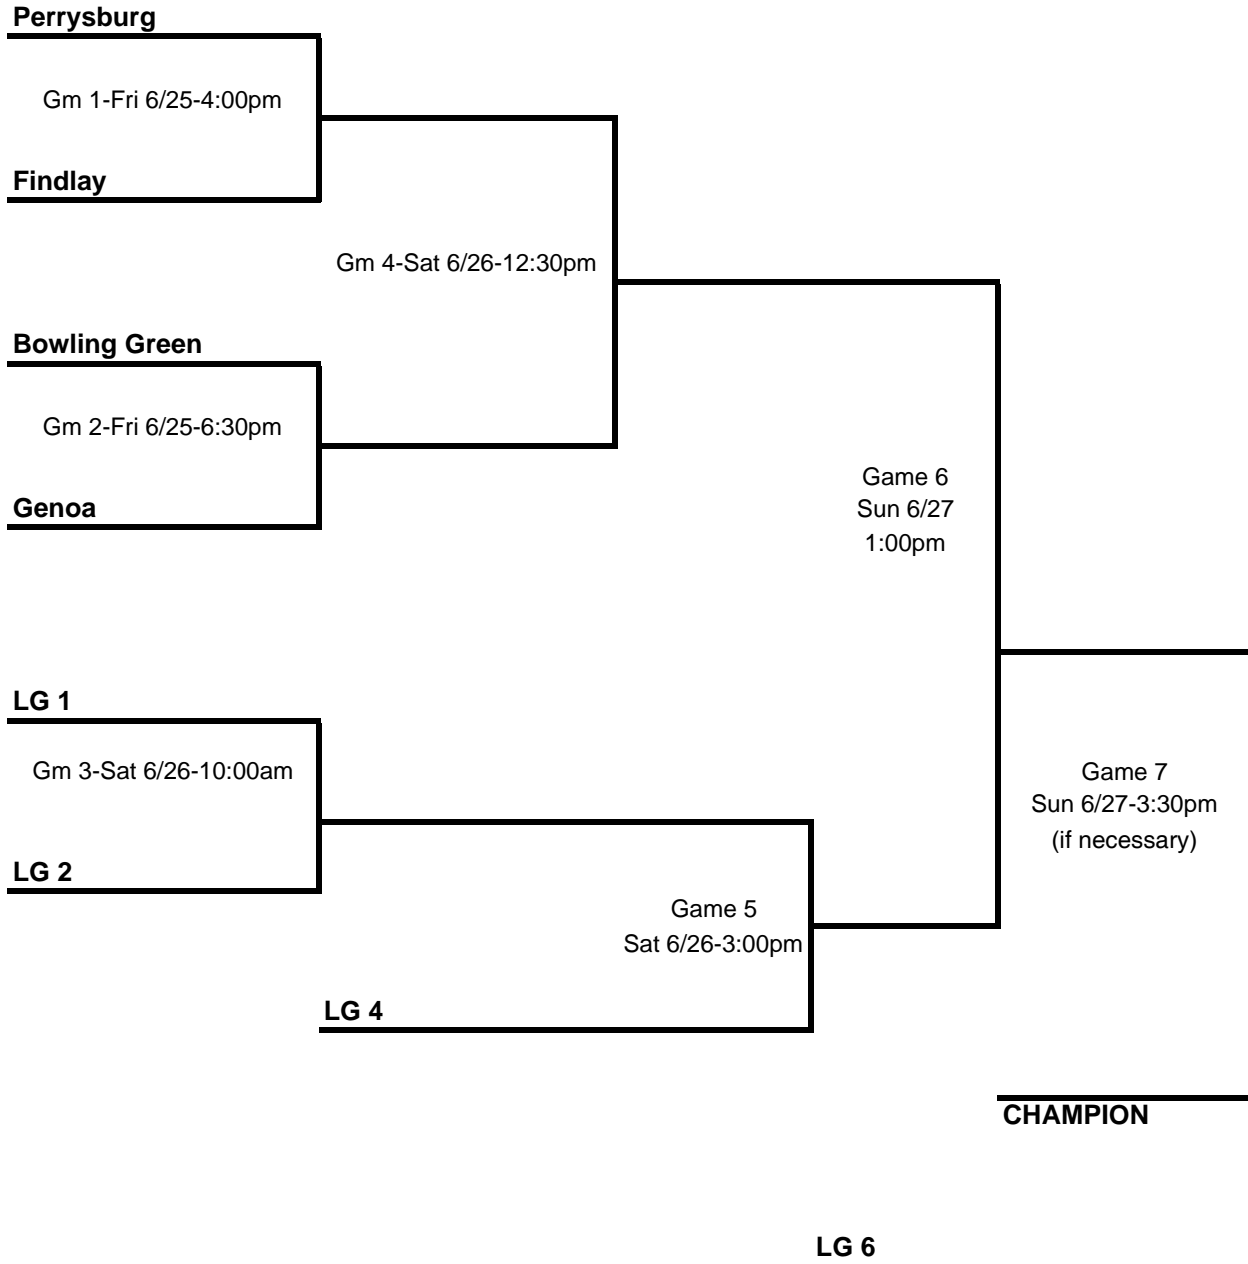 Perrysburg
Gm 1-Fri 6/25-4:00pm
Findlay
Gm 4-Sat 6/26-12:30pm
Bowling Green
Gm 2-Fri 6/25-6:30pm
Genoa
Game 6
Sun 6/27
1:00pm
LG 1
Gm 3-Sat 6/26-10:00am
LG 2
Game 7
Sun 6/27-3:30pm
(if necessary)
Game 5
Sat 6/26-3:00pm
LG 4
CHAMPION
LG 6